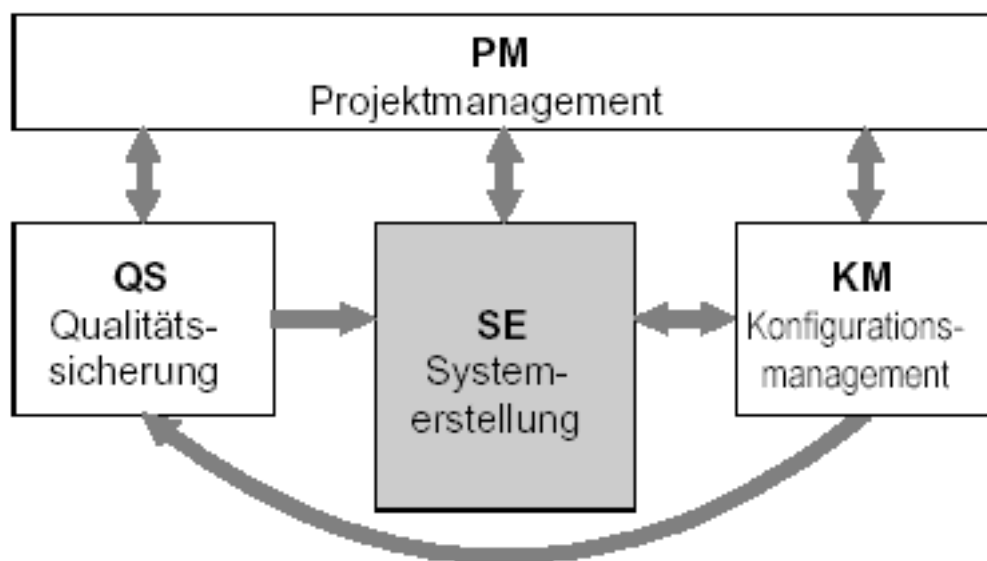 PM
Projektmanagement
QS
Qualitäts-
sicherung
SE
System-
erstellung
KM
Konfigurations-
management